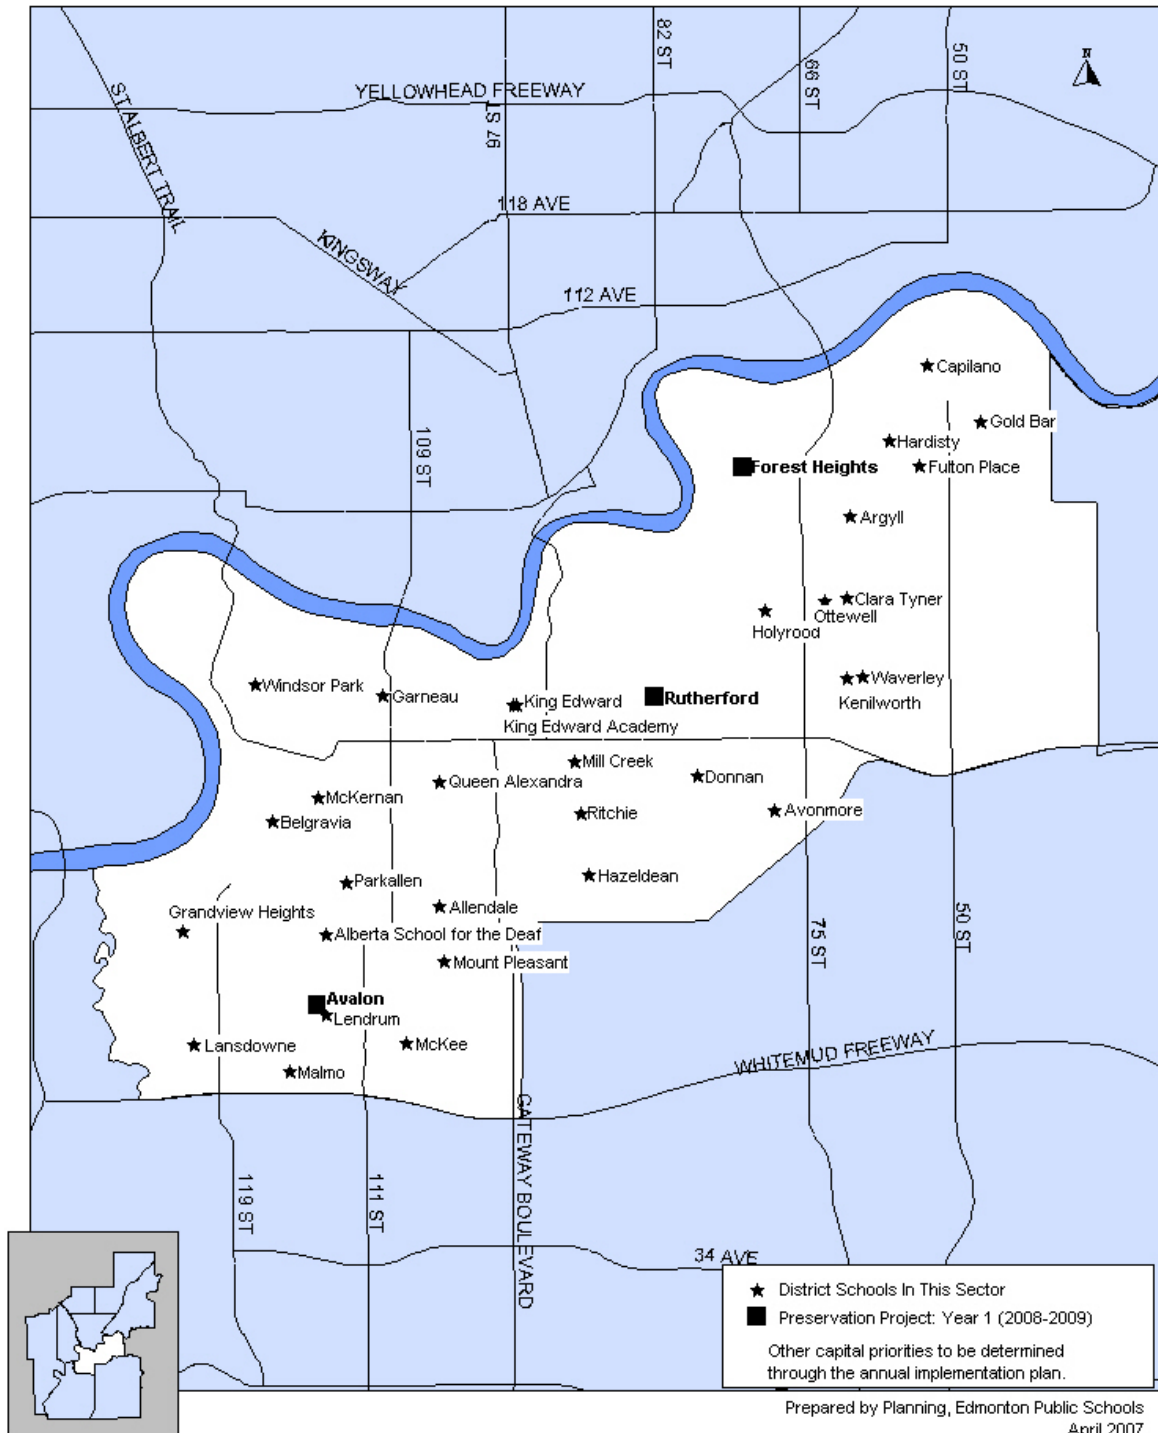 82 ST
66 ST
50 ST
N
YELLOWHEAD FREEWAY
97 ST
ST ALBERT TRAIL
118 AVE
KINGSWAY
112 AVE
109 ST
Capilano
Gold Bar
Hardisty
Forest Heights
Fulton Place
Argyll
Clara Tyner
Ottewell
Holyrood
Windsor Park
Garneau
King Edward
King Edward Academy
Rutherford
Waverley
Kenilworth
Mill Creek
Queen Alexandra
Donnan
McKernan
Belgravia
Ritchie
Avonmore
Parkallen
Hazeldean
Allendale
Grandview Heights
Alberta School for the Deaf
Mount Pleasant
75 ST
50 ST
Avalon
Lendrum
Lansdowne
McKee
Malmo
WHITEMUD FREEWAY
GATEWAY BOULEVARD
119 ST
111 ST
34 AVE
District Schools In This Sector
Preservation Project: Year 1 (2008-2009)
Other capital priorities to be determined
through the annual implementation plan.
Prepared by Planning, Edmonton Public Schools
April 2007